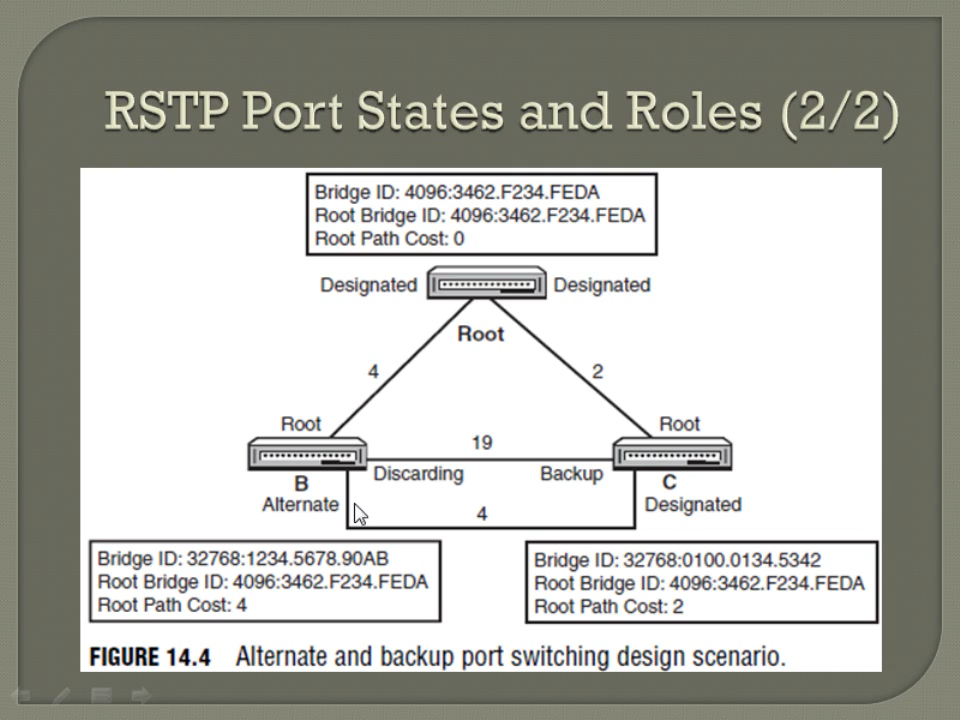 RSTP Port States and Roles (2/2)
Bridge ID: 4096:3462.F234.FEDA
Root Bridge ID: 4096:3462.F234.FEDA
Root Path Cost: 0
Designated
Designated
Root
4
2
Root
Root
19
Discarding
Backup
B
C
Alternate
Designated
4
Bridge ID: 32768:1234.5678.90AB
Root Bridge ID: 4096:3462.F234.FEDA
Root Path Cost: 4
Bridge ID: 32768:0100.0134.5342
Root Bridge ID: 4096:3462.F234.FEDA
Root Path Cost: 2
FIGURE 14.4 Alternate and backup port switching design scenario.